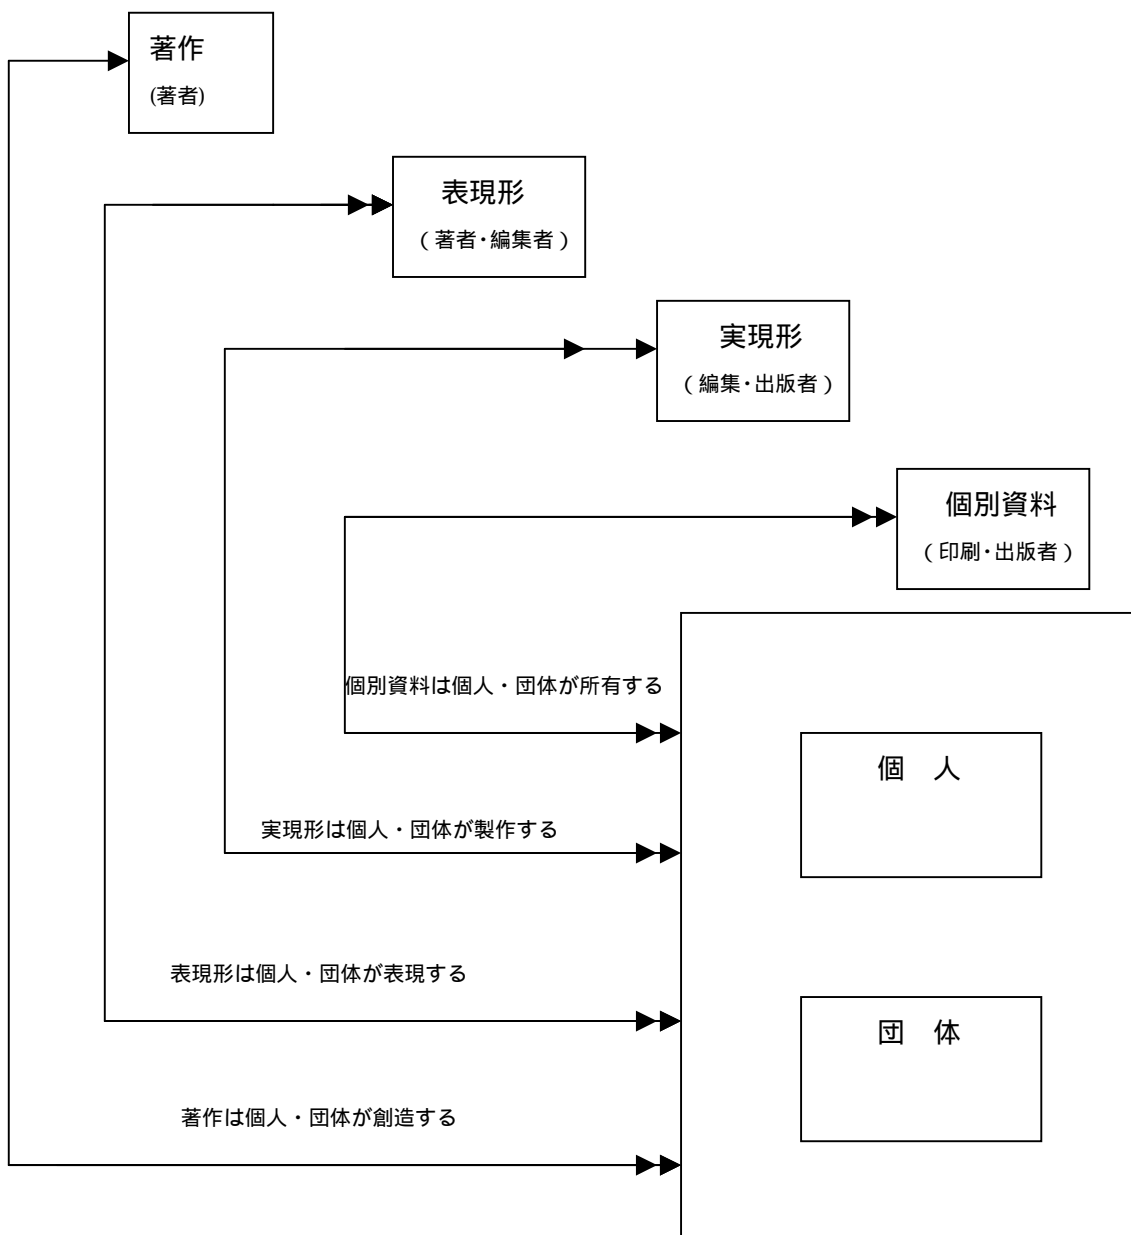 著作
(著者)
表現形
(著者・編集者)
実現形
(編集・出版者)
個別資料
(印刷・出版者)
個別資料は個人・団体が所有する
個 人
実現形は個人・団体が製作する
表現形は個人・団体が表現する
団 体
著作は個人・団体が創造する